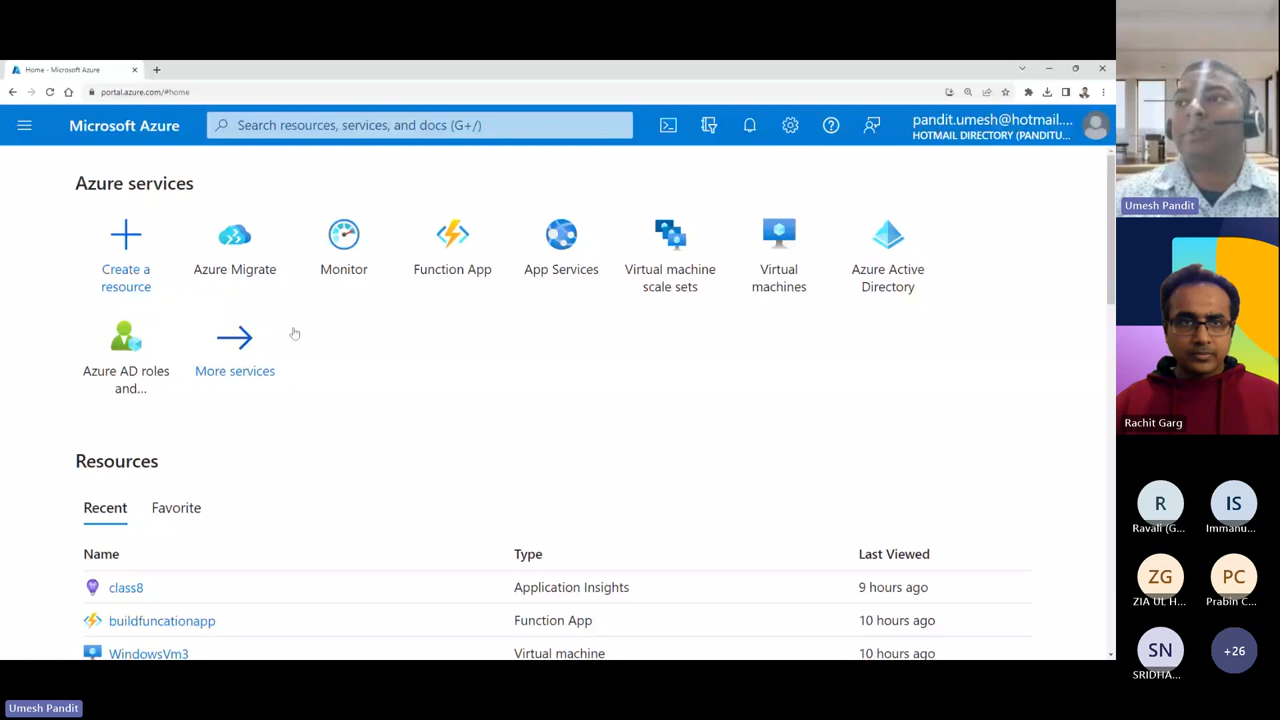 Home - Microsoft Azure
portal.azure.com/#home
Microsoft Azure
Search resources, services, and docs (G+/)
pandit.umesh@hotmail....
HOTMAIL DIRECTORY (PANDITU...
Azure services
Create a resource
Azure Migrate
Monitor
Function App
App Services
Virtual machine scale sets
Virtual machines
Azure Active Directory
Azure AD roles and...
More services
Resources
Recent
Favorite
Name
Type
Last Viewed
class8
Application Insights
9 hours ago
buildfuncationapp
Function App
10 hours ago
WindowsVm3
Virtual machine
10 hours ago
Umesh Pandit
Rachit Garg
R
Ravali (G...
IS
Immanu...
ZG
ZIA UL H...
PC
Prabin C...
SN
SRIDHA...
+26
Umesh Pandit